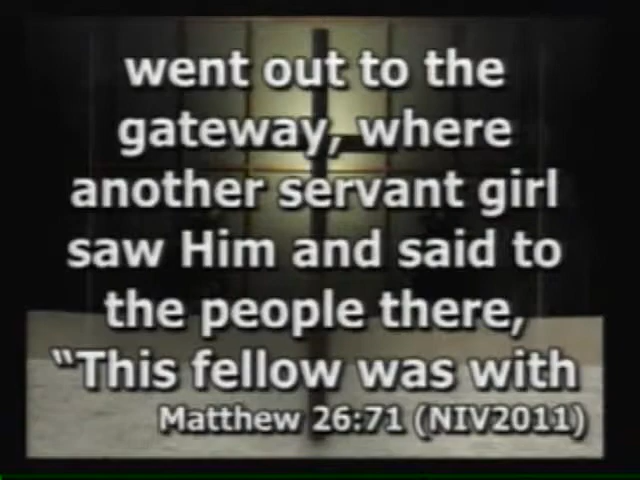 went out to the
gateway, where
another servant girl
saw Him and said to
the people there,
“This fellow was with
Matthew 26:71 (NIV2011)